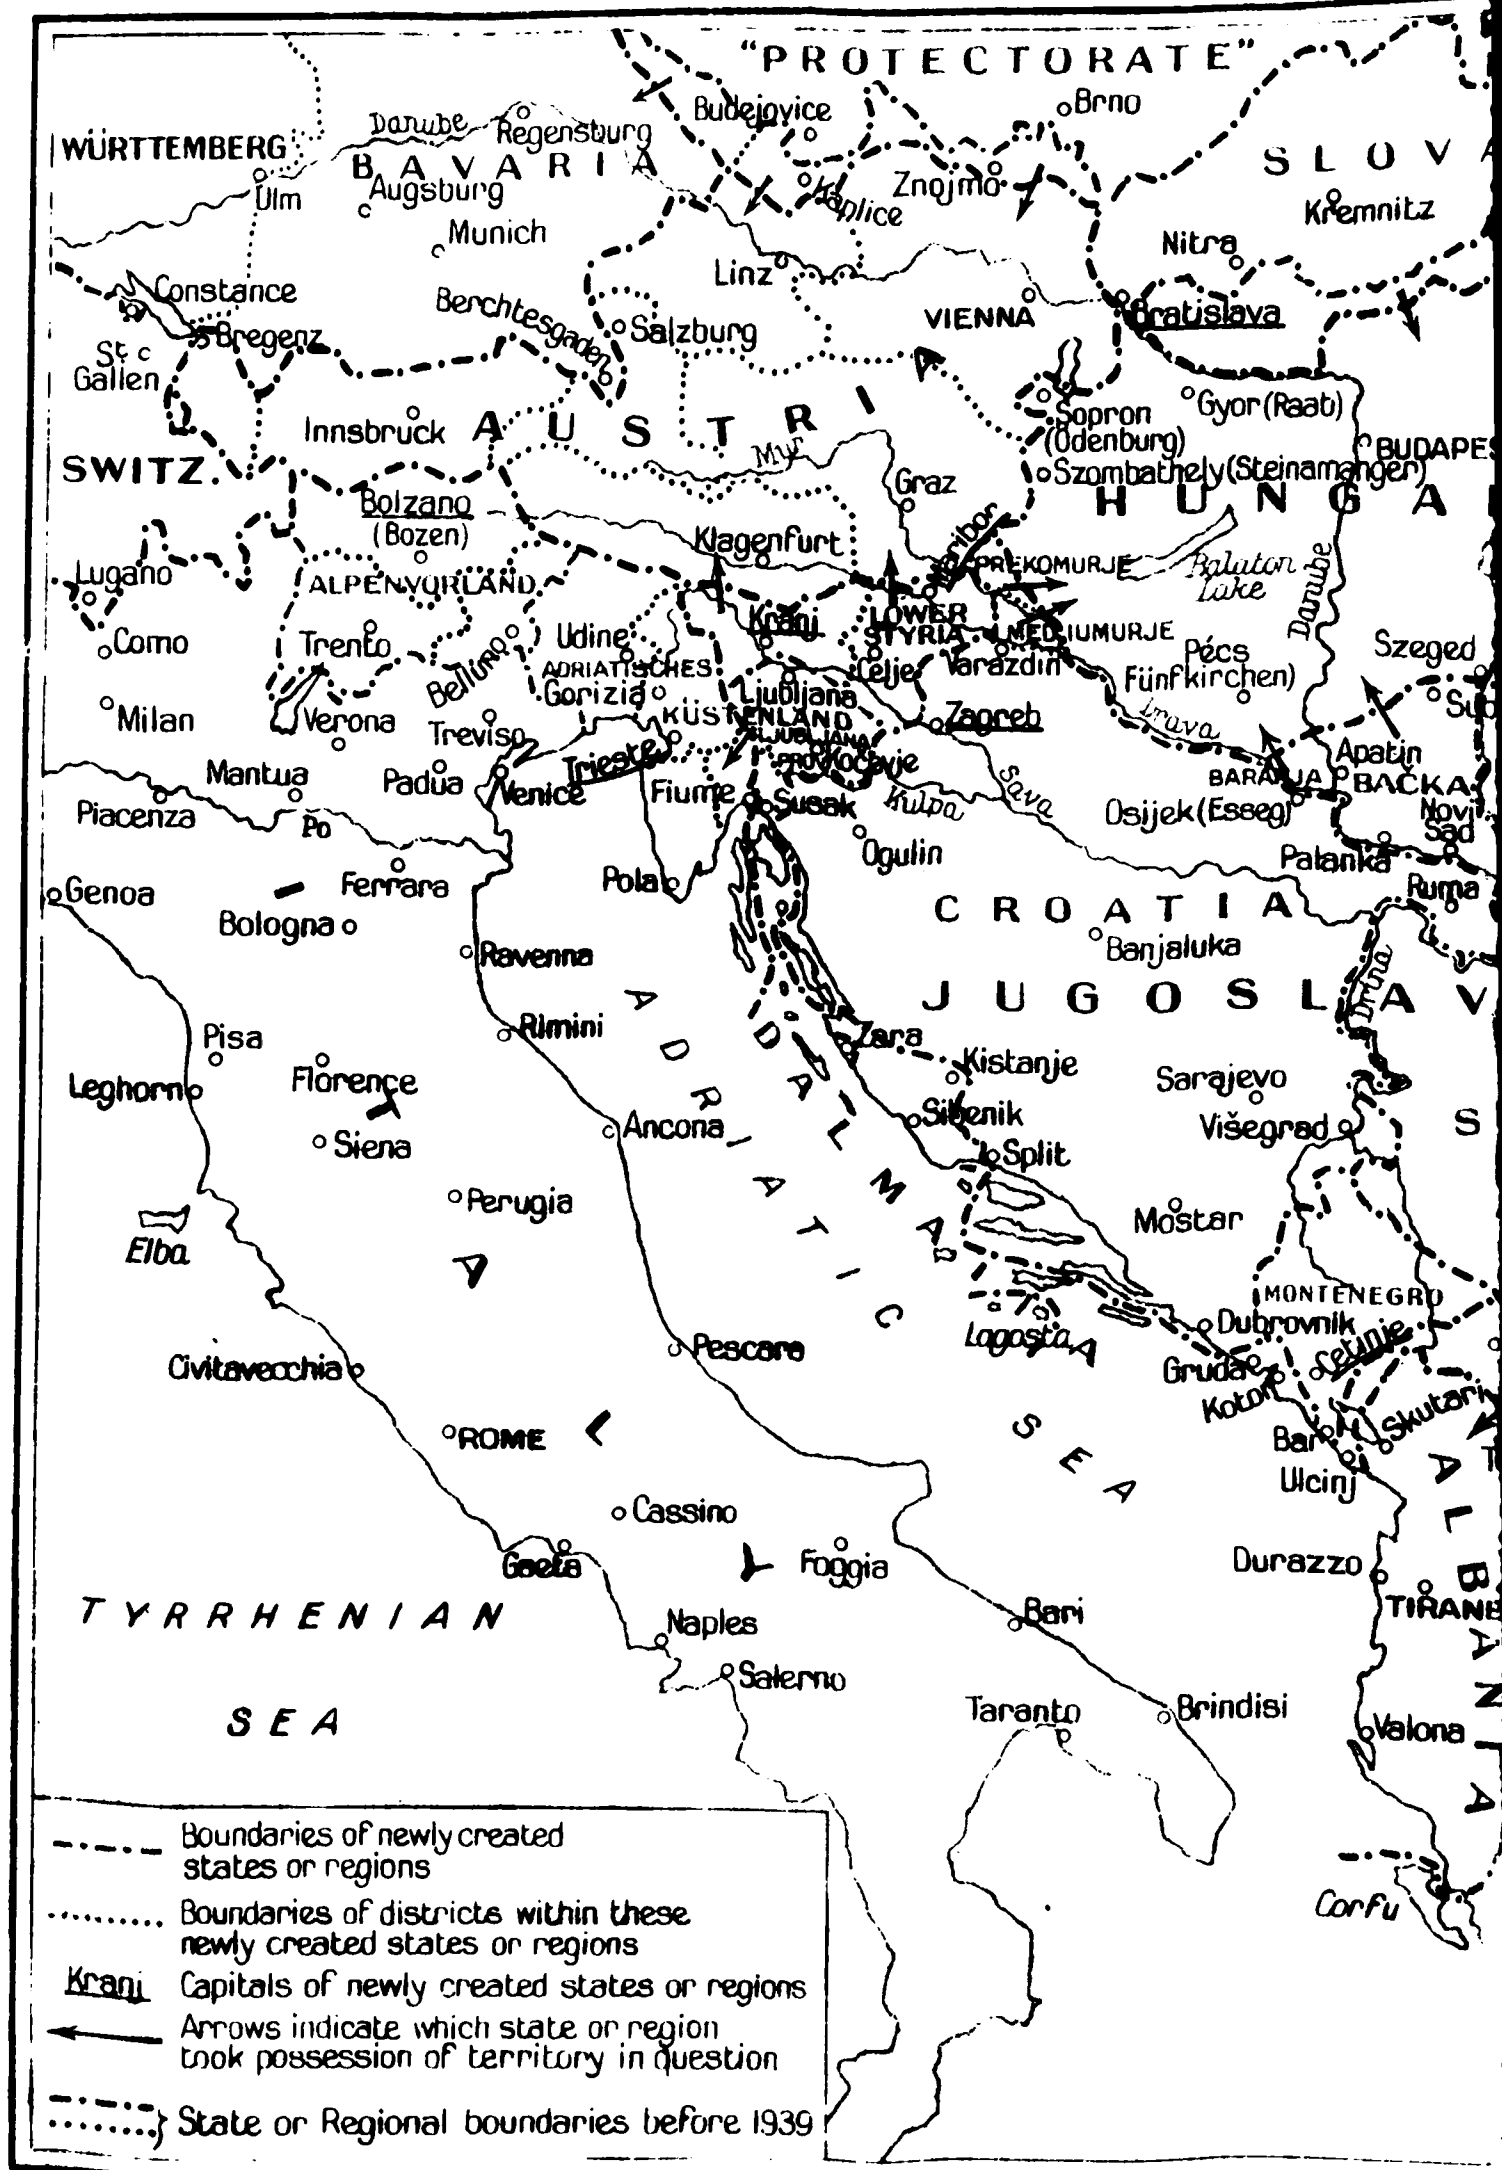 "PROTECTORATE"
Budejovice
Brno
Danube
Regensburg
WÜRTTEMBERG
BAVARIA
SLOVA
Ulm
Augsburg
Kaplice
Znojmo
Kremnitz
Munich
Nitra
Linz
Constance
Berchtesgaden
Salzburg
VIENNA
Bratislava
Bregenz
St
Gallen
Sopron
(Odenburg)
Gyor (Raab)
Innsbruck
AUSTRI
Mur
BUDAPES
SWITZ.
Szombathely (Steinamanger)
Graz
HUNGA
Bolzano
(Bozen)
Klagenfurt
Maribor
PREKOMURJE
Balaton
Lake
Danube
Lugano
ALPENVORLAND
Kranj
LOWER
STYRIA
MEDJUMURJE
Como
Trento
Belluno
Udine
ADRIATISCHES
Celje
Varazdin
Pécs
Fünfkirchen)
Szeged
Gorizia
Ljubljana
Milan
Verona
Treviso
KÜSTENLAND
LJUBLJANA
PROV.
Kočevje
Zagreb
Drava
Sub
Trieste
Apatin
Mantua
Padua
Venice
Fiume
Susak
Kulpa
Sava
BARANJA
BAČKA
Piacenza
Po
Osijek (Esseg)
Novi
Sad
Ogulin
Palanka
Genoa
Ferrara
Pola
Ruma
Bologna
CROATIA
Banjaluka
Ravenna
JUGOSLAV
Drina
ADRIATIC SEA
DALMATIA
Pisa
Rimini
Zara
Kistanje
Leghorn
Florence
Sarajevo
Sibenik
Višegrad
S
Siena
Ancona
Split
Perugia
Mostar
Elba
MONTENEGRO
Lagosta
Dubrovnik
Pescara
Gruda
Cetinje
Civitavecchia
Kotor
Skutari
ROME
Bar
Ulcinj
ITALY
Cassino
Gaeta
Foggia
Durazzo
ALBANIA
TIRANE
TYRRHENIAN
SEA
Naples
Bari
Salerno
Taranto
Brindisi
Valona
Corfu
Boundaries of newly created
states or regions
Boundaries of districts within these
newly created states or regions
Kranj Capitals of newly created states or regions
Arrows indicate which state or region
took possession of territory in question
State or Regional boundaries before 1939